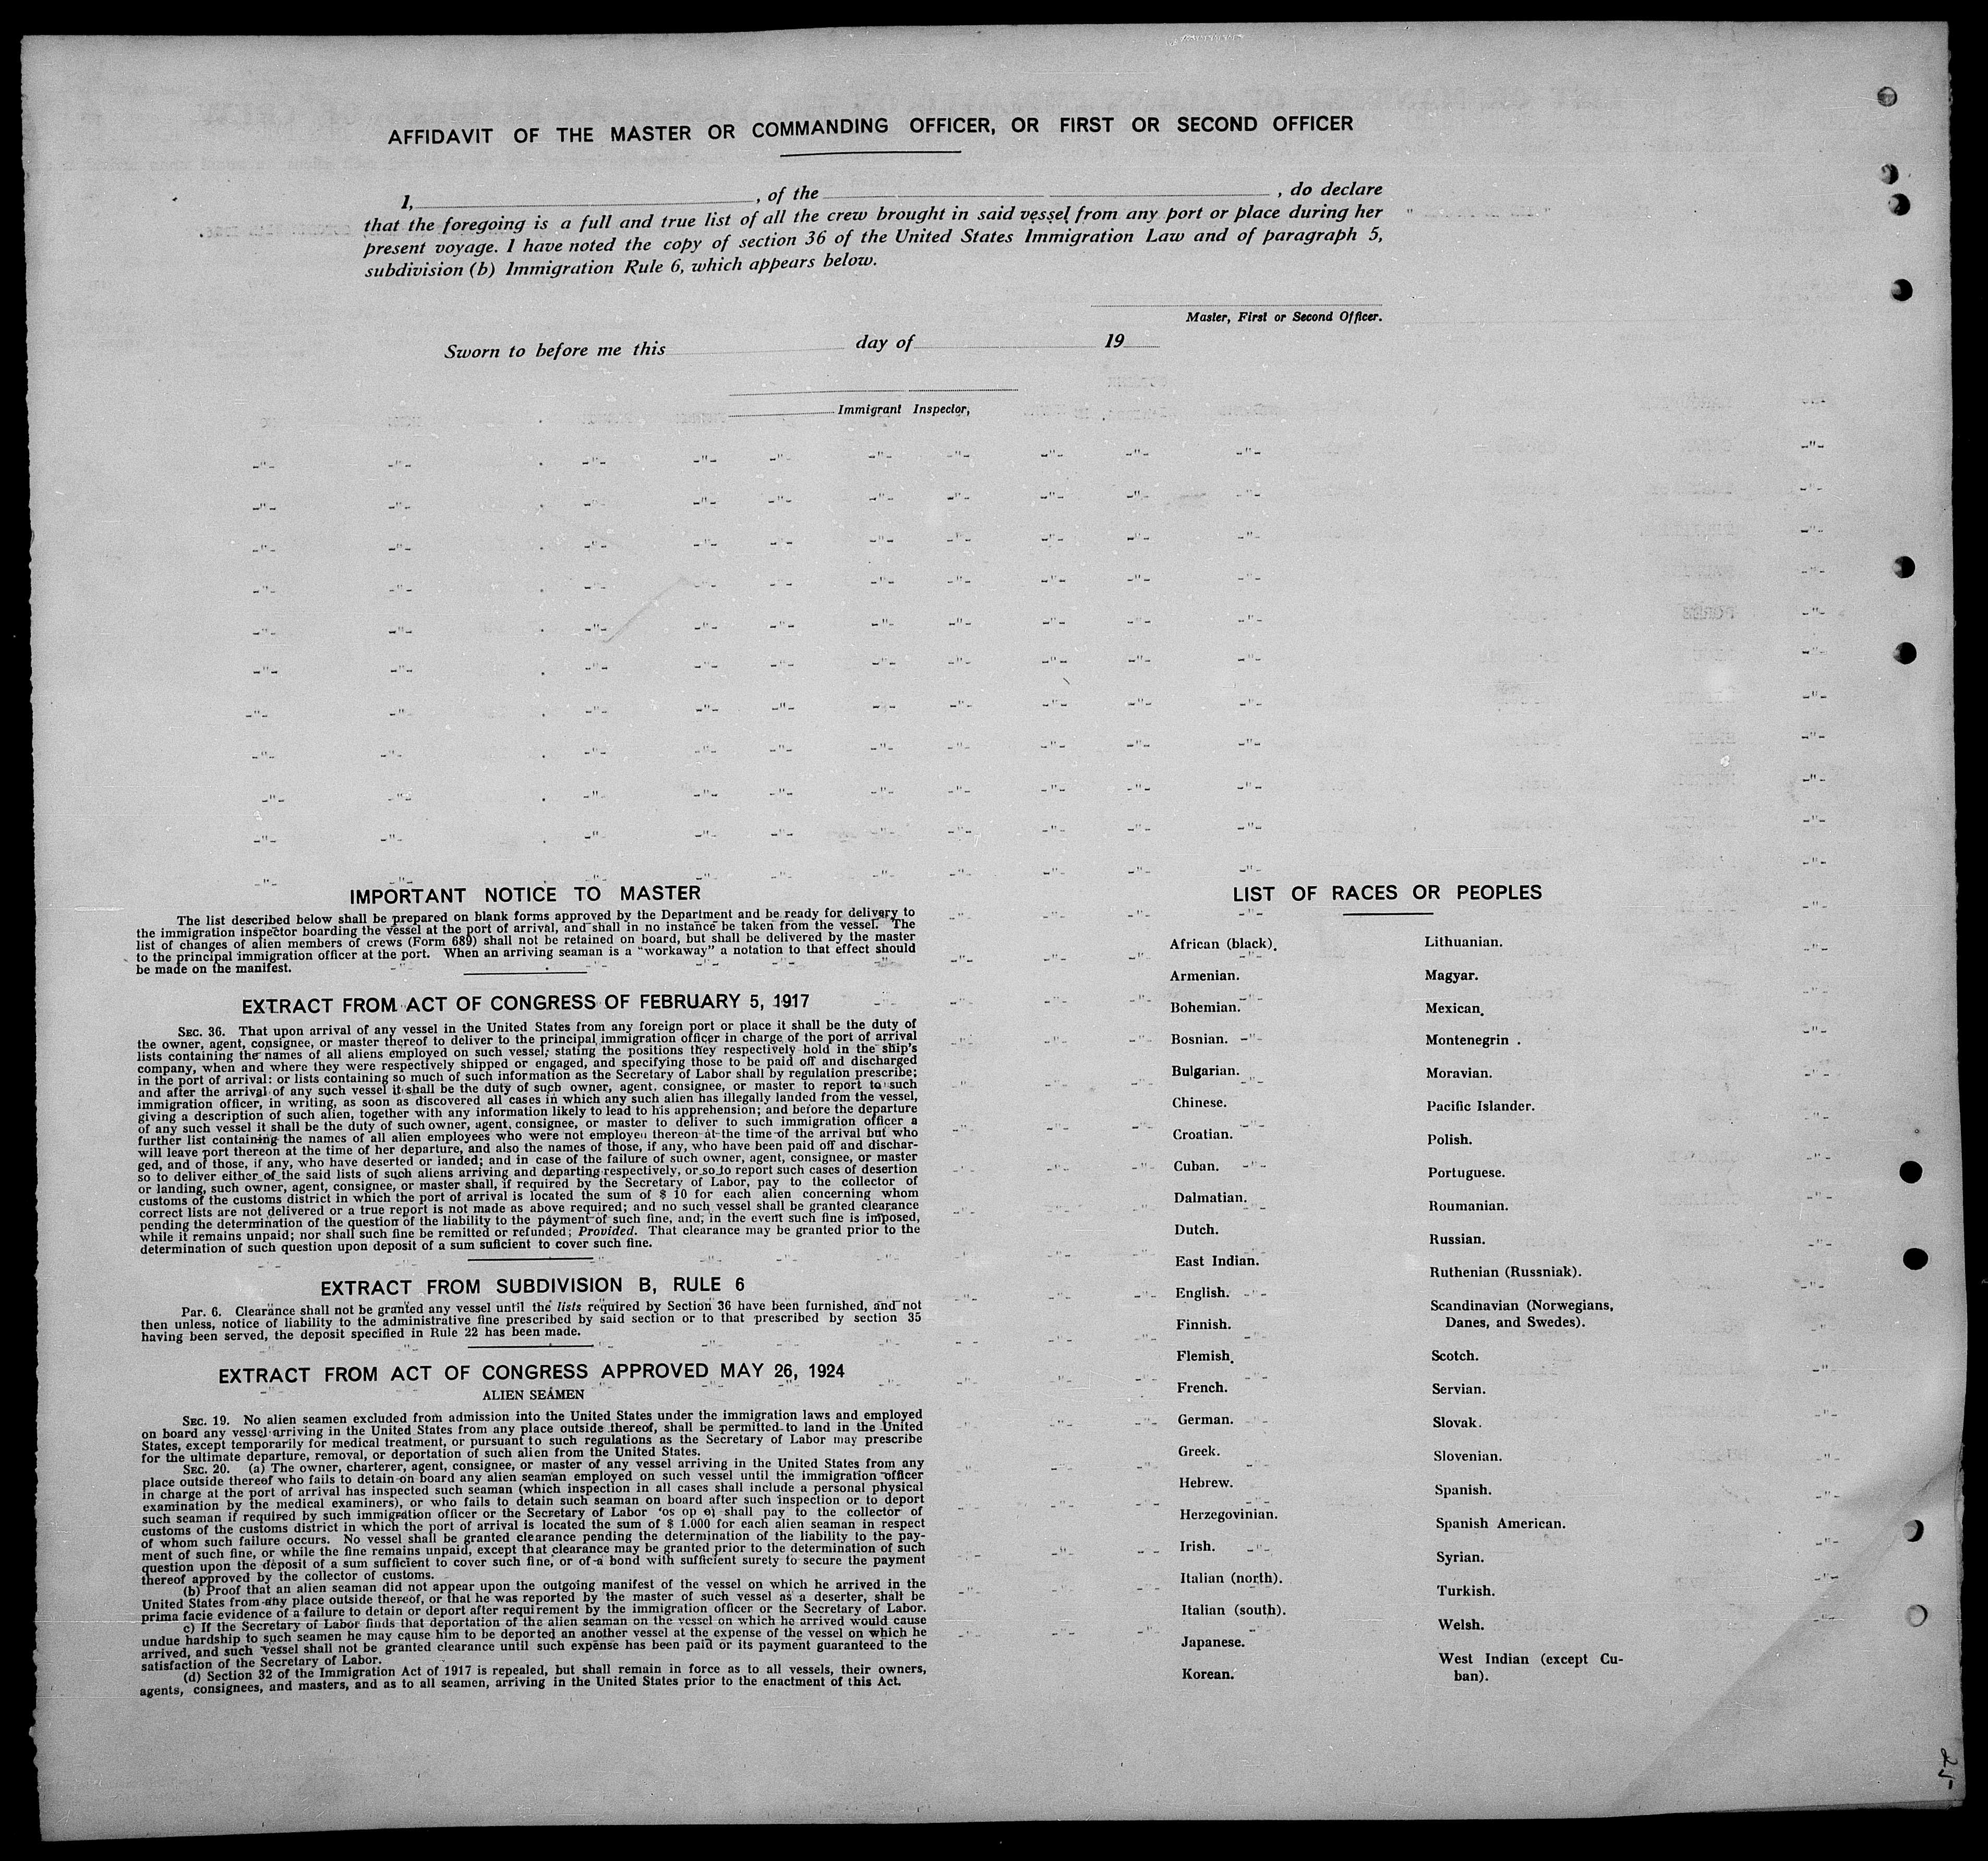 AFFIDAVIT OF THE MASTER OR COMMANDING OFFICER, OR FIRST OR SECOND OFFICER
I, , of the , do declare
that the foregoing is a full and true list of all the crew brought in said vessel from any port or place during her
present voyage. I have noted the copy of section 36 of the United States Immigration Law and of paragraph 5,
subdivision (b) Immigration Rule 6, which appears below.
Master, First or Second Officer.
Sworn to before me this day of 19
Immigrant Inspector,
IMPORTANT NOTICE TO MASTER
The list described below shall be prepared on blank forms approved by the Department and be ready for delivery to
the immigration inspector boarding the vessel at the port of arrival, and shall in no instance be taken from the vessel. The
list of changes of alien members of crews (Form 689) shall not be retained on board, but shall be delivered by the master
to the principal immigration officer at the port. When an arriving seaman is a "workaway" a notation to that effect should
be made on the manifest.
EXTRACT FROM ACT OF CONGRESS OF FEBRUARY 5, 1917
SEC. 36. That upon arrival of any vessel in the United States from any foreign port or place it shall be the duty of
the owner, agent, consignee, or master thereof to deliver to the principal immigration officer in charge of the port of arrival
lists containing the names of all aliens employed on such vessel, stating the positions they respectively hold in the ship's
company, when and where they were respectively shipped or engaged, and specifying those to be paid off and discharged
in the port of arrival: or lists containing so much of such information as the Secretary of Labor shall by regulation prescribe;
and after the arrival of any such vessel it shall be the duty of such owner, agent, consignee, or master to report to such
immigration officer, in writing, as soon as discovered all cases in which any such alien has illegally landed from the vessel,
giving a description of such alien, together with any information likely to lead to his apprehension; and before the departure
of any such vessel it shall be the duty of such owner, agent, consignee, or master to deliver to such immigration officer a
further list containing the names of all alien employees who were not employed thereon at the time of the arrival but who
will leave port thereon at the time of her departure, and also the names of those, if any, who have been paid off and dischar-
ged, and of those, if any, who have deserted or landed; and in case of the failure of such owner, agent, consignee, or master
so to deliver either of the said lists of such aliens arriving and departing respectively, or so to report such cases of desertion
or landing, such owner, agent, consignee, or master shall, if required by the Secretary of Labor, pay to the collector of
customs of the customs district in which the port of arrival is located the sum of $ 10 for each alien concerning whom
correct lists are not delivered or a true report is not made as above required; and no such vessel shall be granted clearance
pending the determination of the question of the liability to the payment of such fine, and, in the event such fine is imposed,
while it remains unpaid; nor shall such fine be remitted or refunded; Provided. That clearance may be granted prior to the
determination of such question upon deposit of a sum suficient to cover such fine.
EXTRACT FROM SUBDIVISION B, RULE 6
Par. 6. Clearance shall not be granted any vessel until the lists required by Section 36 have been furnished, and not
then unless, notice of liability to the administrative fine prescribed by said section or to that prescribed by section 35
having been served, the deposit specified in Rule 22 has been made.
EXTRACT FROM ACT OF CONGRESS APPROVED MAY 26, 1924
ALIEN SEAMEN
SEC. 19. No alien seamen excluded from admission into the United States under the immigration laws and employed
on board any vessel arriving in the United States from any place outside thereof, shall be permitted to land in the United
States, except temporarily for medical treatment, or pursuant to such regulations as the Secretary of Labor may prescribe
for the ultimate departure, removal, or deportation of such alien from the United States.
SEC. 20. (a) The owner, charterer, agent, consignee, or master of any vessel arriving in the United States from any
place outside thereof who fails to detain on board any alien seaman employed on such vessel until the immigration officer
in charge at the port of arrival has inspected such seaman (which inspection in all cases shall include a personal physical
examination by the medical examiners), or who fails to detain such seaman on board after such inspection or to deport
such seaman if required by such immigration officer or the Secretary of Labor 'os op oj shall pay to the collector of
customs of the customs district in which the port of arrival is located the sum of $ 1.000 for each alien seaman in respect
of whom such failure occurs. No vessel shall be granted clearance pending the determination of the liability to the pay-
ment of such fine, or while the fine remains unpaid, except that clearance may be granted prior to the determination of such
question upon the deposit of a sum sufficient to cover such fine, or of a bond with sufficient surety to secure the payment
thereof approved by the collector of customs.
(b) Proof that an alien seaman did not appear upon the outgoing manifest of the vessel on which he arrived in the
United States from any place outside thereof, or that he was reported by the master of such vessel as a deserter, shall be
prima facie evidence of a failure to detain or deport after requirement by the immigration officer or the Secretary of Labor.
c) If the Secretary of Labor finds that deportation of the alien seaman on the vessel on which he arrived would cause
undue hardship to such seamen he may cause him to be deported an another vessel at the expense of the vessel on which he
arrived, and such vessel shall not be granted clearance until such expense has been paid or its payment guaranteed to the
satisfaction of the Secretary of Labor.
(d) Section 32 of the Immigration Act of 1917 is repealed, but shall remain in force as to all vessels, their owners,
agents, consignees, and masters, and as to all seamen, arriving in the United States prior to the enactment of this Act.
LIST OF RACES OR PEOPLES
African (black).
Armenian.
Bohemian.
Bosnian.
Bulgarian.
Chinese.
Croatian.
Cuban.
Dalmatian.
Dutch.
East Indian.
English.
Finnish.
Flemish.
French.
German.
Greek.
Hebrew.
Herzegovinian.
Irish.
Italian (north).
Italian (south).
Japanese.
Korean.
Lithuanian.
Magyar.
Mexican.
Montenegrin .
Moravian.
Pacific Islander.
Polish.
Portuguese.
Roumanian.
Russian.
Ruthenian (Russniak).
Scandinavian (Norwegians,
Danes, and Swedes).
Scotch.
Servian.
Slovak.
Slovenian.
Spanish.
Spanish American.
Syrian.
Turkish.
Welsh.
West Indian (except Cu-
ban).
25-